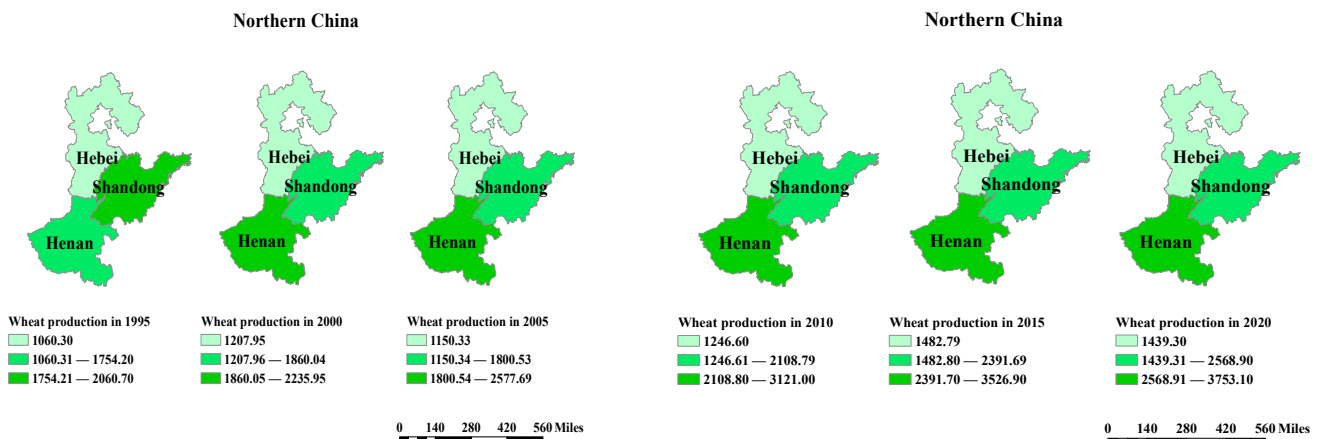 Northern China
Hebei
Shandong
Henan
Hebei
Shandong
Henan
Hebei
Shandong
Henan
Wheat production in 1995
1060.30
1060.31 — 1754.20
1754.21 — 2060.70
Wheat production in 2000
1207.95
1207.96 — 1860.04
1860.05 — 2235.95
Wheat production in 2005
1150.33
1150.34 — 1800.53
1800.54 — 2577.69
0 140 280 420 560 Miles
Northern China
Hebei
Shandong
Henan
Hebei
Shandong
Henan
Hebei
Shandong
Henan
Wheat production in 2010
1246.60
1246.61 — 2108.79
2108.80 — 3121.00
Wheat production in 2015
1482.79
1482.80 — 2391.69
2391.70 — 3526.90
Wheat production in 2020
1439.30
1439.31 — 2568.90
2568.91 — 3753.10
0 140 280 420 560 Miles